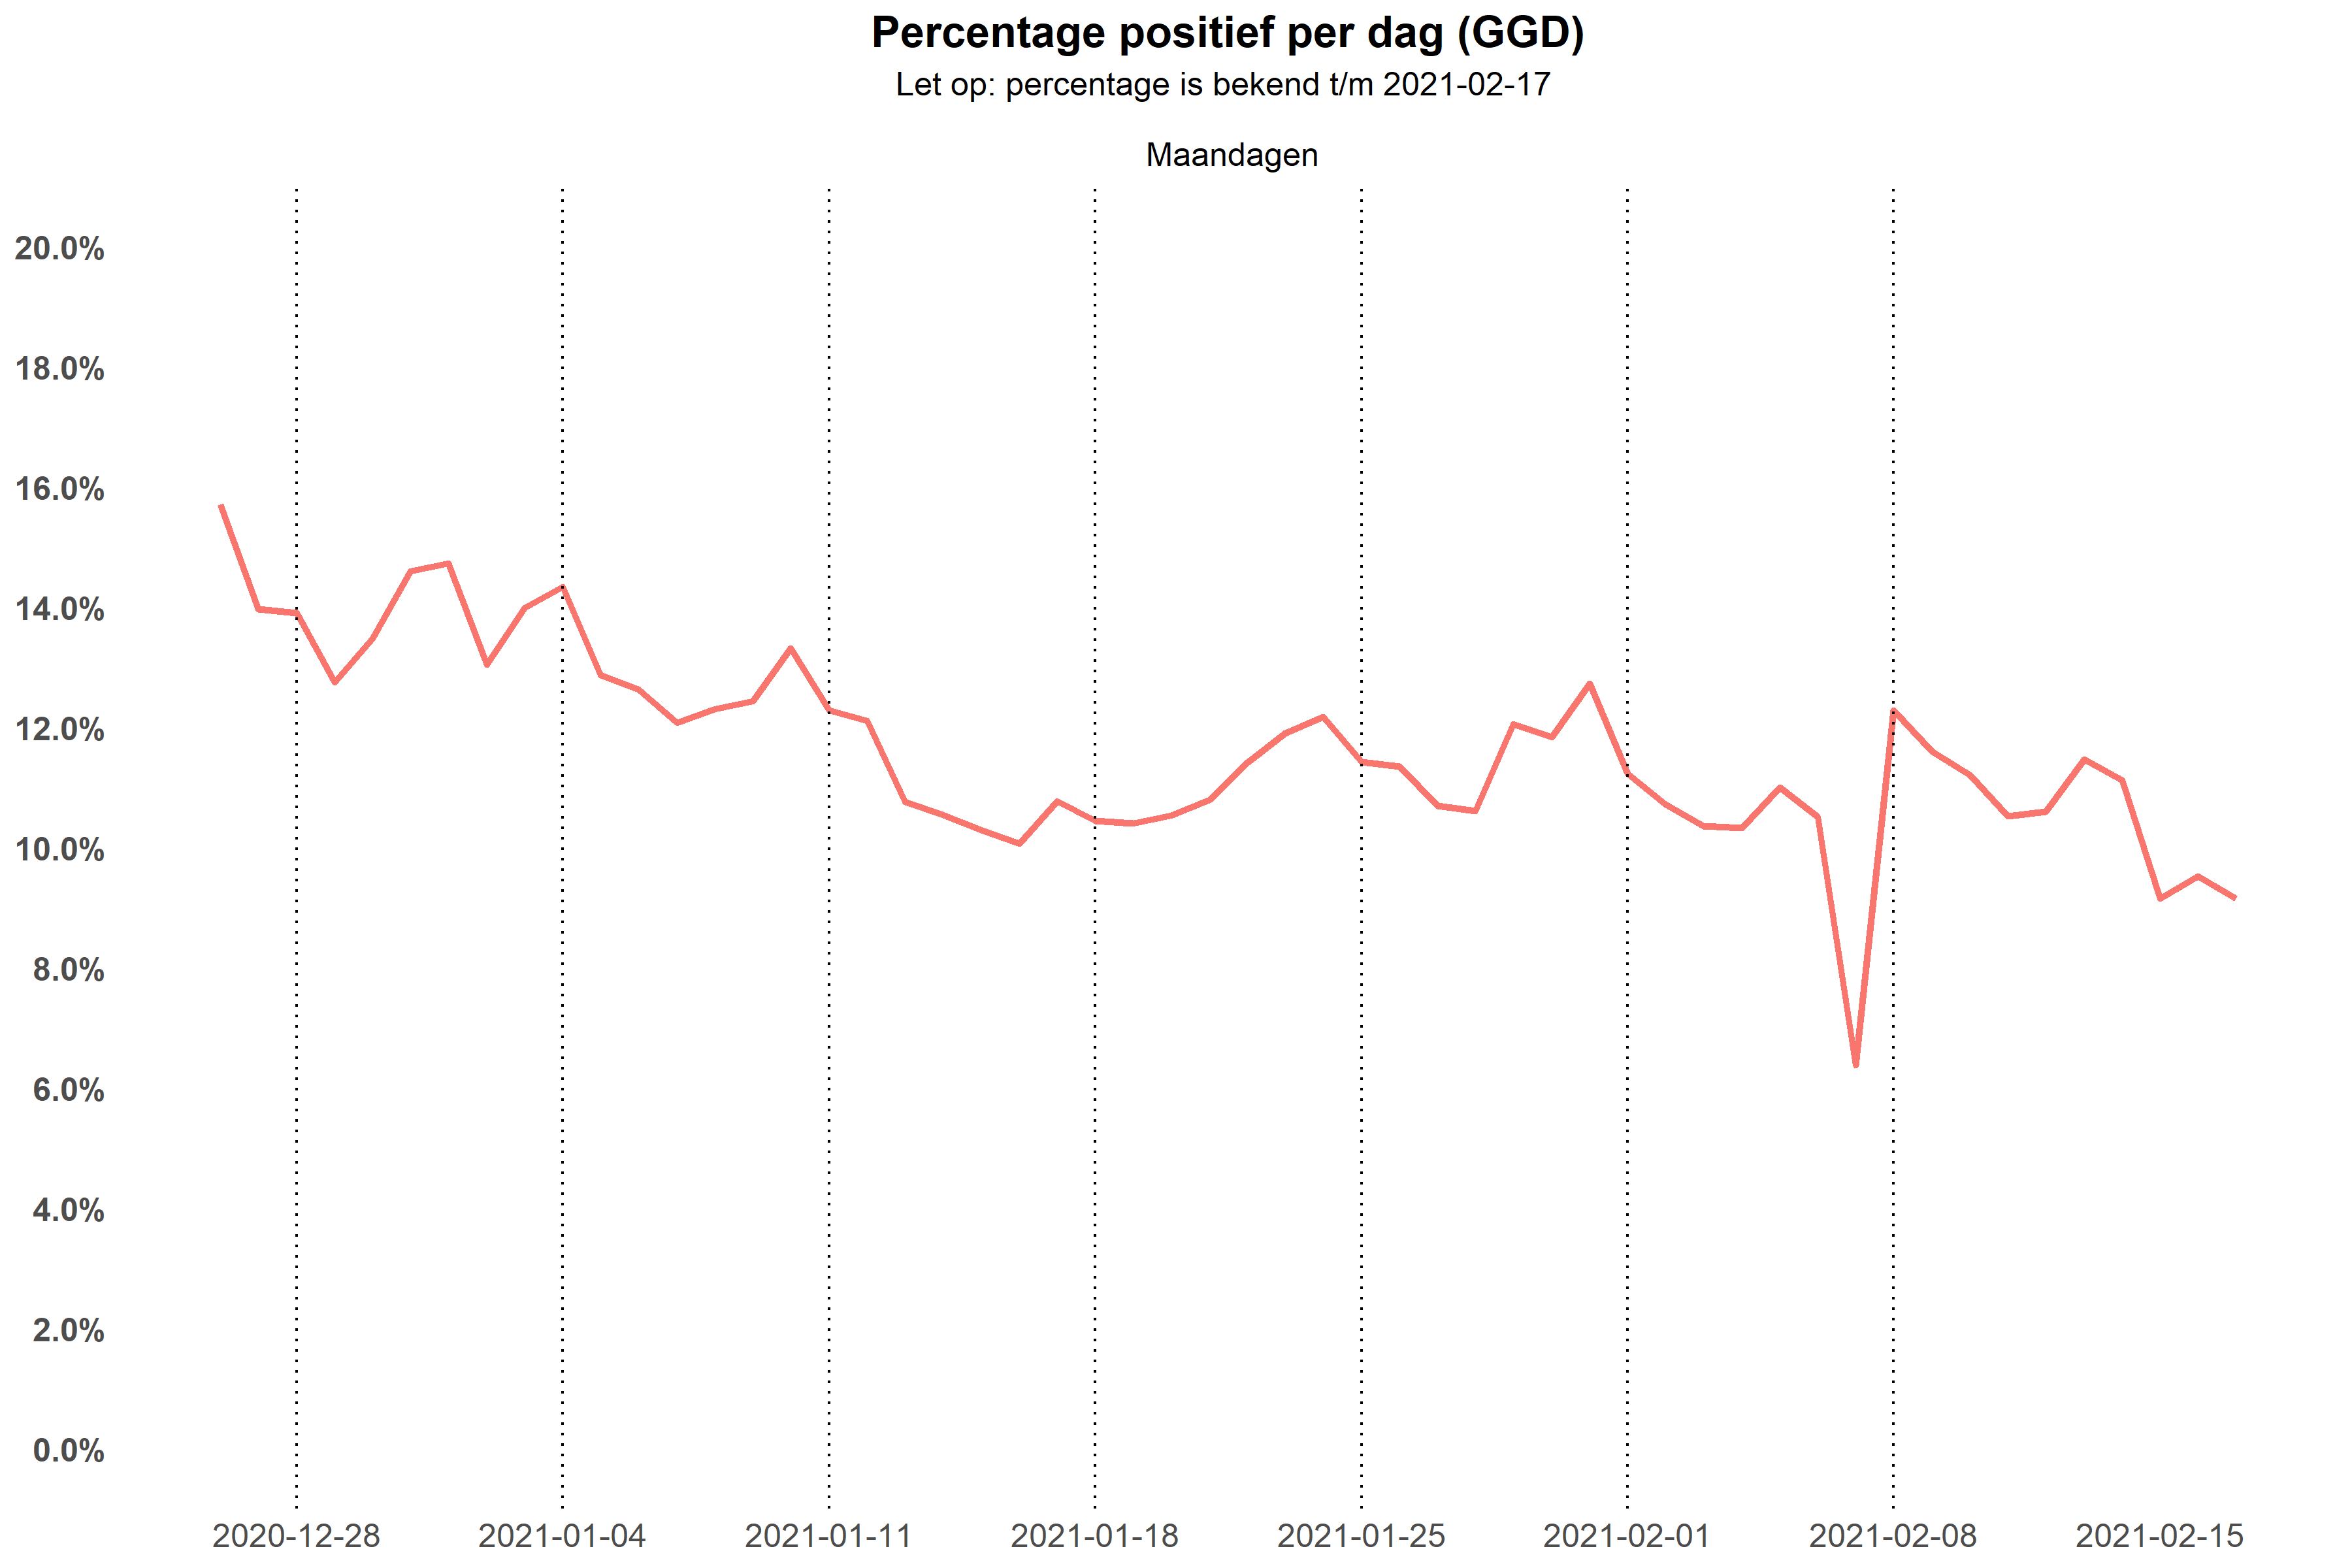 Percentage positief per dag (GGD)
Let op: percentage is bekend t/m 2021-02-17
Maandagen
20.0%
18.0%
16.0%
14.0%
12.0%
10.0%
8.0%
6.0%
4.0%
2.0%
0.0%
2020-12-28 2021-01-04 2021-01-11 2021-01-18 2021-01-25 2021-02-01 2021-02-08 2021-02-15